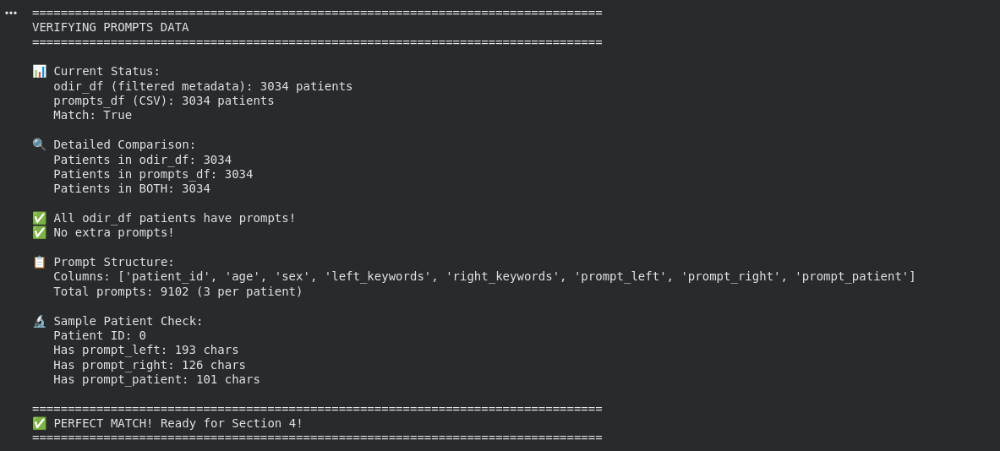 •••
================================================================================
VERIFYING PROMPTS DATA
================================================================================
📊 Current Status:
odir_df (filtered metadata): 3034 patients
prompts_df (CSV): 3034 patients
Match: True
🔍 Detailed Comparison:
Patients in odir_df: 3034
Patients in prompts_df: 3034
Patients in BOTH: 3034
✅ All odir_df patients have prompts!
✅ No extra prompts!
📋 Prompt Structure:
Columns: ['patient_id', 'age', 'sex', 'left_keywords', 'right_keywords', 'prompt_left', 'prompt_right', 'prompt_patient']
Total prompts: 9102 (3 per patient)
🔬 Sample Patient Check:
Patient ID: 0
Has prompt_left: 193 chars
Has prompt_right: 126 chars
Has prompt_patient: 101 chars
================================================================================
✅ PERFECT MATCH! Ready for Section 4!
================================================================================